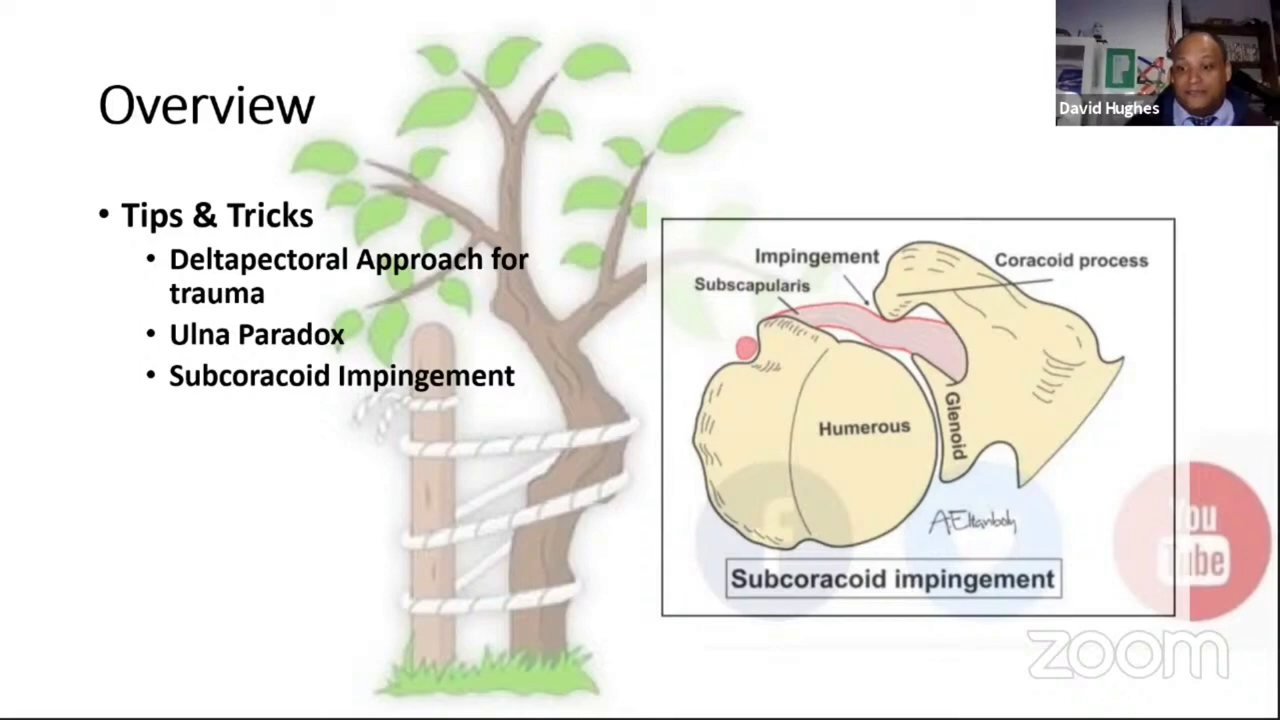 David Hughes
Overview
• Tips & Tricks
• Deltapectoral Approach for
trauma
• Ulna Paradox
• Subcoracoid Impingement
Impingement
Coracoid process
Subscapularis
Humerous
Glenoid
A.Eltanboly
Subcoracoid impingement
You
Tube
zoom